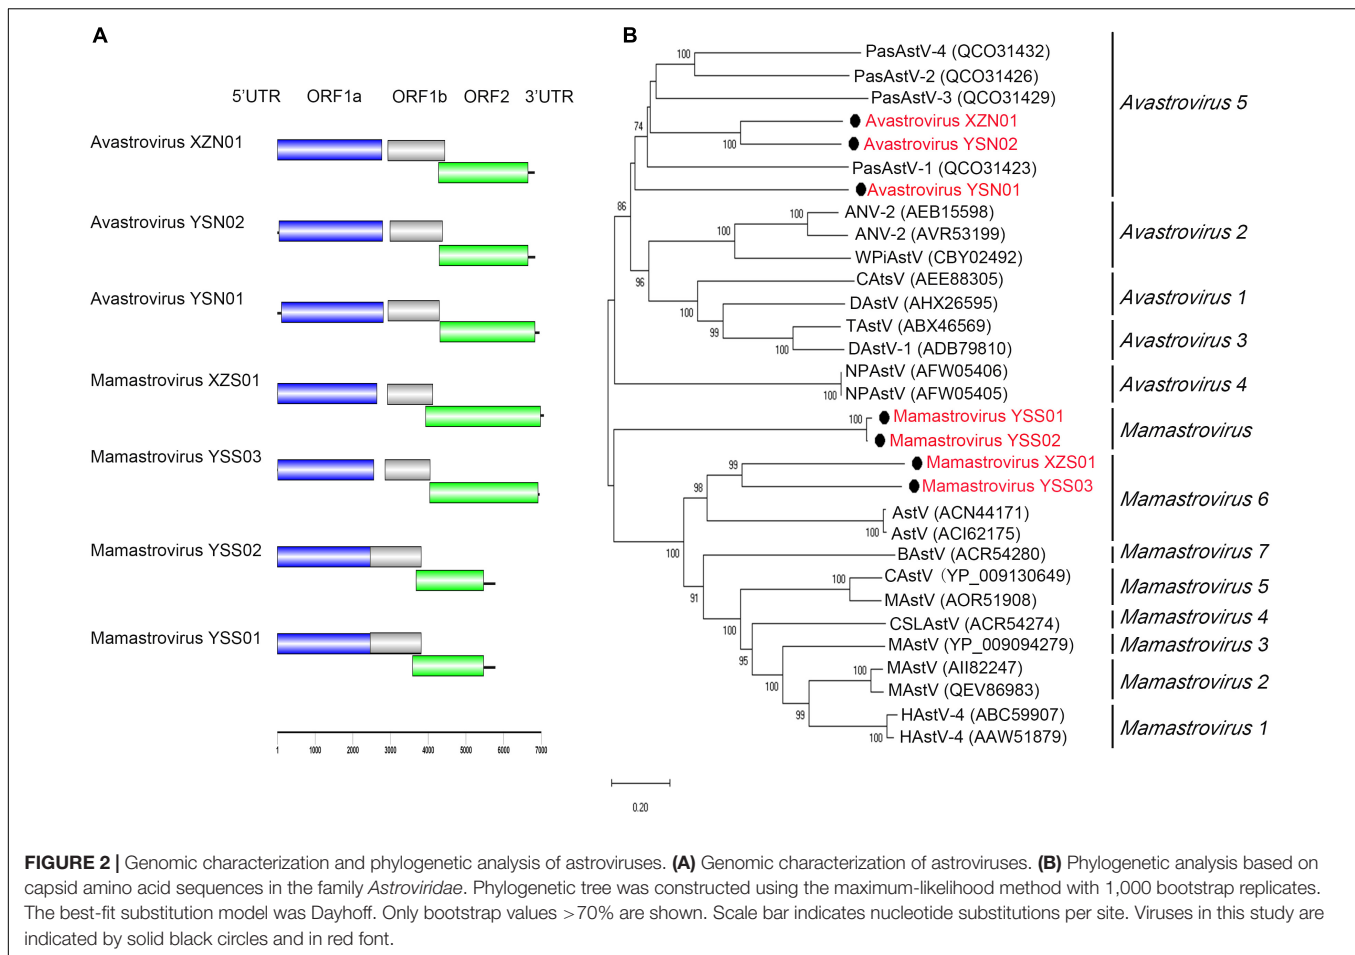 A
5'UTR ORF1a ORF1b ORF2 3'UTR
Avastrovirus XZN01
Avastrovirus YSN02
Avastrovirus YSN01
Mamastrovirus XZS01
Mamastrovirus YSS03
Mamastrovirus YSS02
Mamastrovirus YSS01
1 1000 2000 3000 4000 5000 6000 7000
B
100 PasAstV-4 (QCO31432)
PasAstV-2 (QCO31426)
PasAstV-3 (QCO31429)
Avastrovirus 5
74 Avastrovirus XZN01
100 Avastrovirus YSN02
PasAstV-1 (QCO31423)
Avastrovirus YSN01
86
100 ANV-2 (AEB15598)
100 ANV-2 (AVR53199)
Avastrovirus 2
WPiAstV (CBY02492)
96 CAtsV (AEE88305)
Avastrovirus 1
100 DAstV (AHX26595)
99 TAstV (ABX46569)
Avastrovirus 3
100 DAstV-1 (ADB79810)
NPAstV (AFW05406)
Avastrovirus 4
100 NPAstV (AFW05405)
100 Mamastrovirus YSS01
Mamastrovirus
Mamastrovirus YSS02
99 Mamastrovirus XZS01
98 Mamastrovirus YSS03
Mamastrovirus 6
AstV (ACN44171)
100 AstV (ACI62175)
100 BAstV (ACR54280)
Mamastrovirus 7
100 CAstV (YP_009130649)
Mamastrovirus 5
91 MAstV (AOR51908)
100 CSLAstV (ACR54274)
Mamastrovirus 4
MAstV (YP_009094279)
Mamastrovirus 3
95
100 MAstV (AII82247)
Mamastrovirus 2
100 MAstV (QEV86983)
99 HAstV-4 (ABC59907)
Mamastrovirus 1
100 HAstV-4 (AAW51879)
0.20
FIGURE 2 | Genomic characterization and phylogenetic analysis of astroviruses. (A) Genomic characterization of astroviruses. (B) Phylogenetic analysis based on
capsid amino acid sequences in the family Astroviridae. Phylogenetic tree was constructed using the maximum-likelihood method with 1,000 bootstrap replicates.
The best-fit substitution model was Dayhoff. Only bootstrap values >70% are shown. Scale bar indicates nucleotide substitutions per site. Viruses in this study are
indicated by solid black circles and in red font.